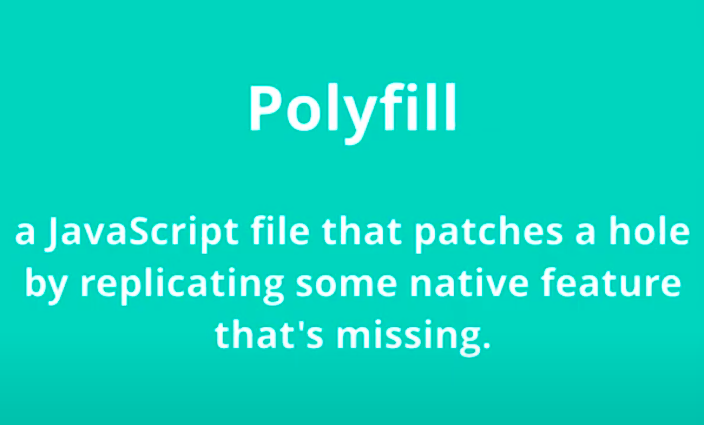 Polyfill
a JavaScript file that patches a hole
by replicating some native feature
that's missing.